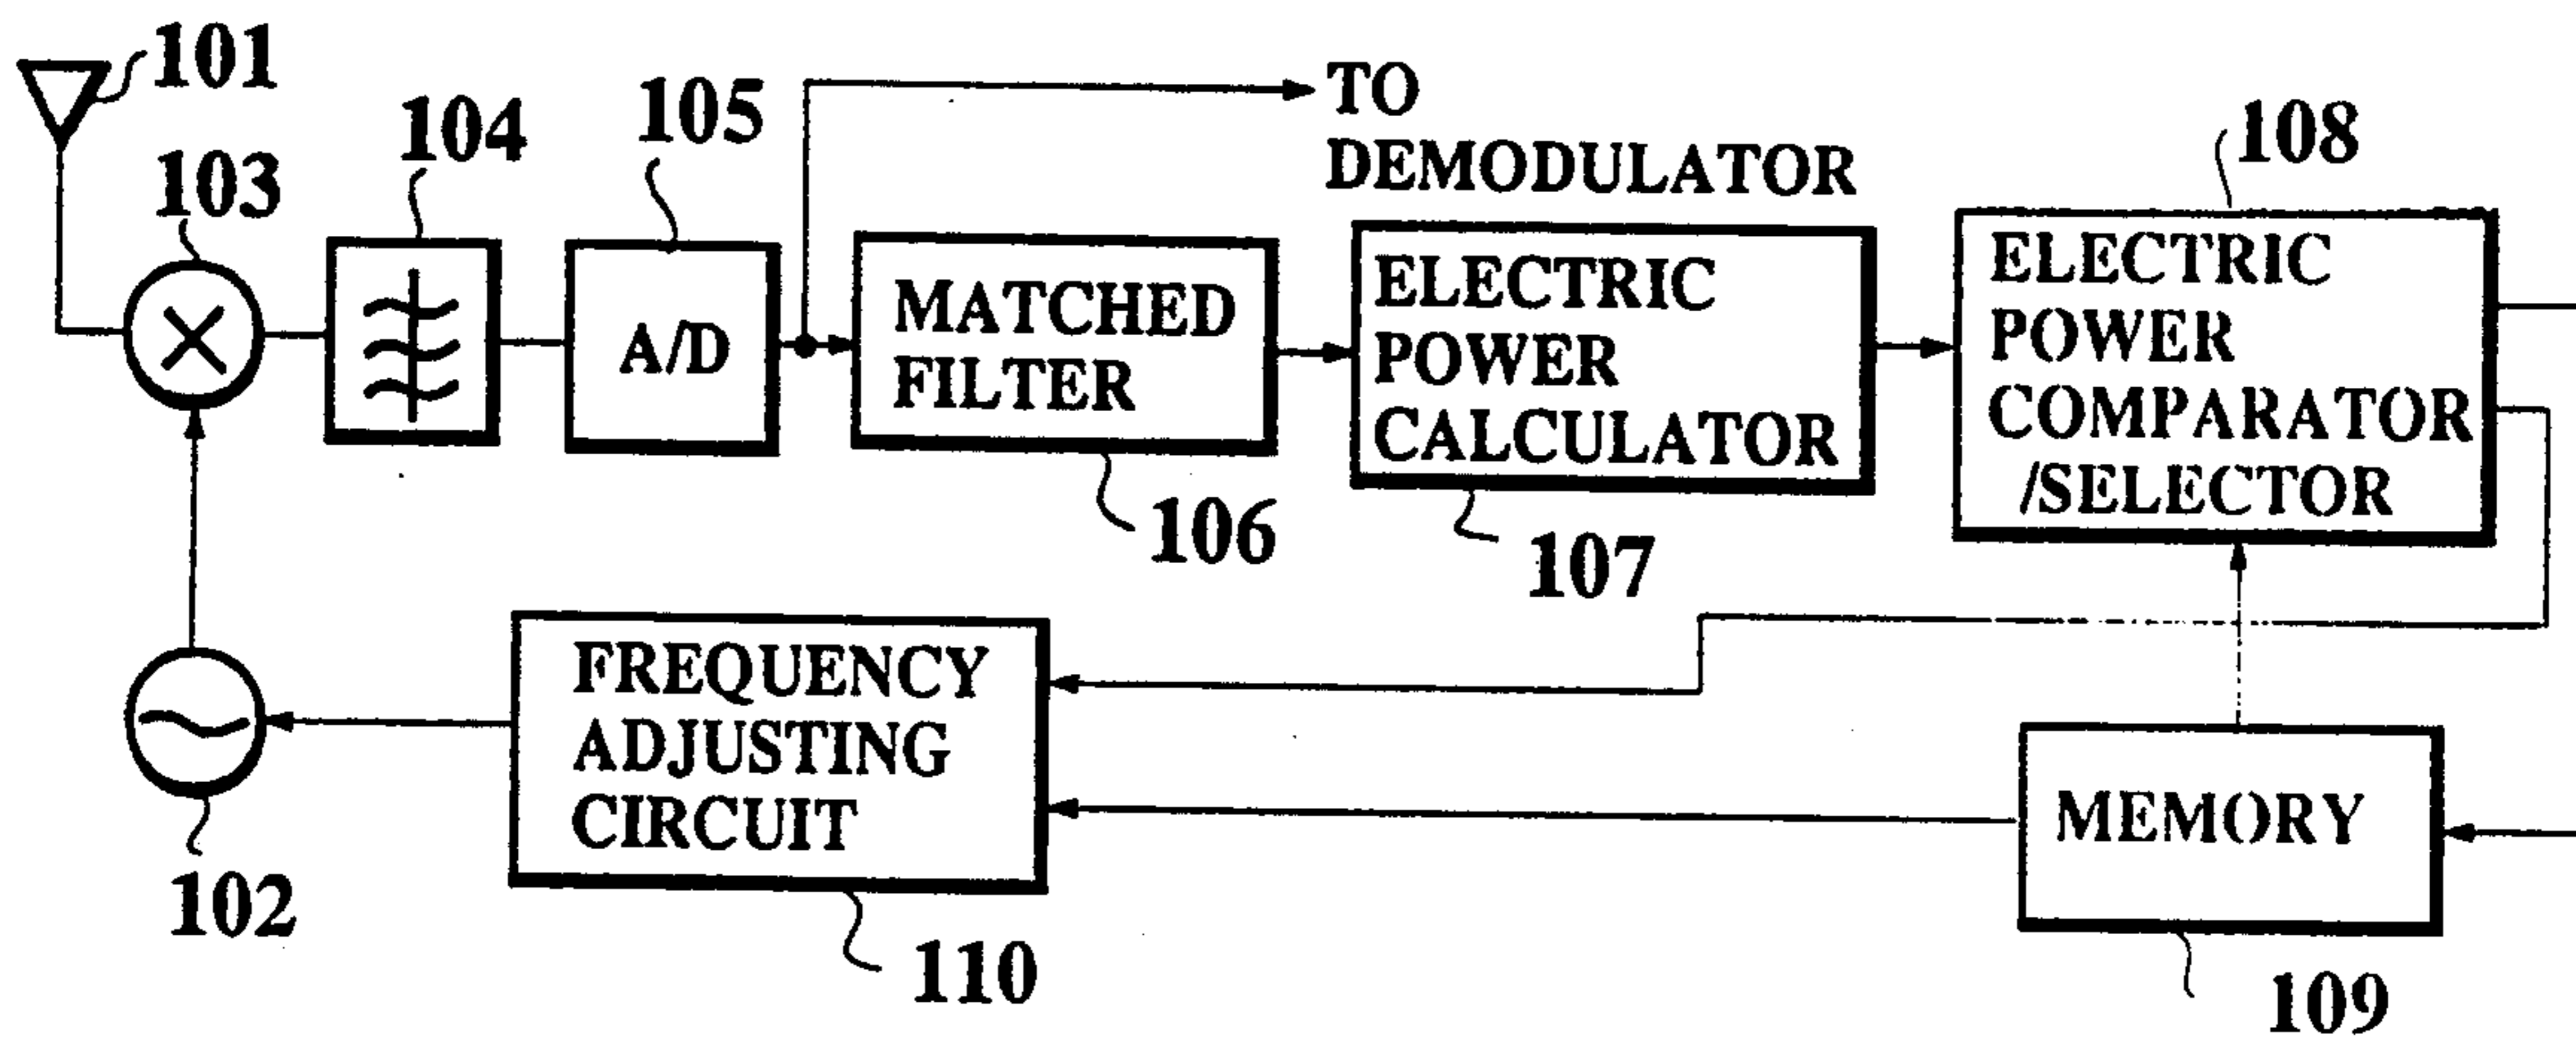 101
103
104
105
TO
DEMODULATOR
108
A/D
MATCHED
FILTER
106
ELECTRIC
POWER
CALCULATOR
107
ELECTRIC
POWER
COMPARATOR
/SELECTOR
102
FREQUENCY
ADJUSTING
CIRCUIT
110
MEMORY
109